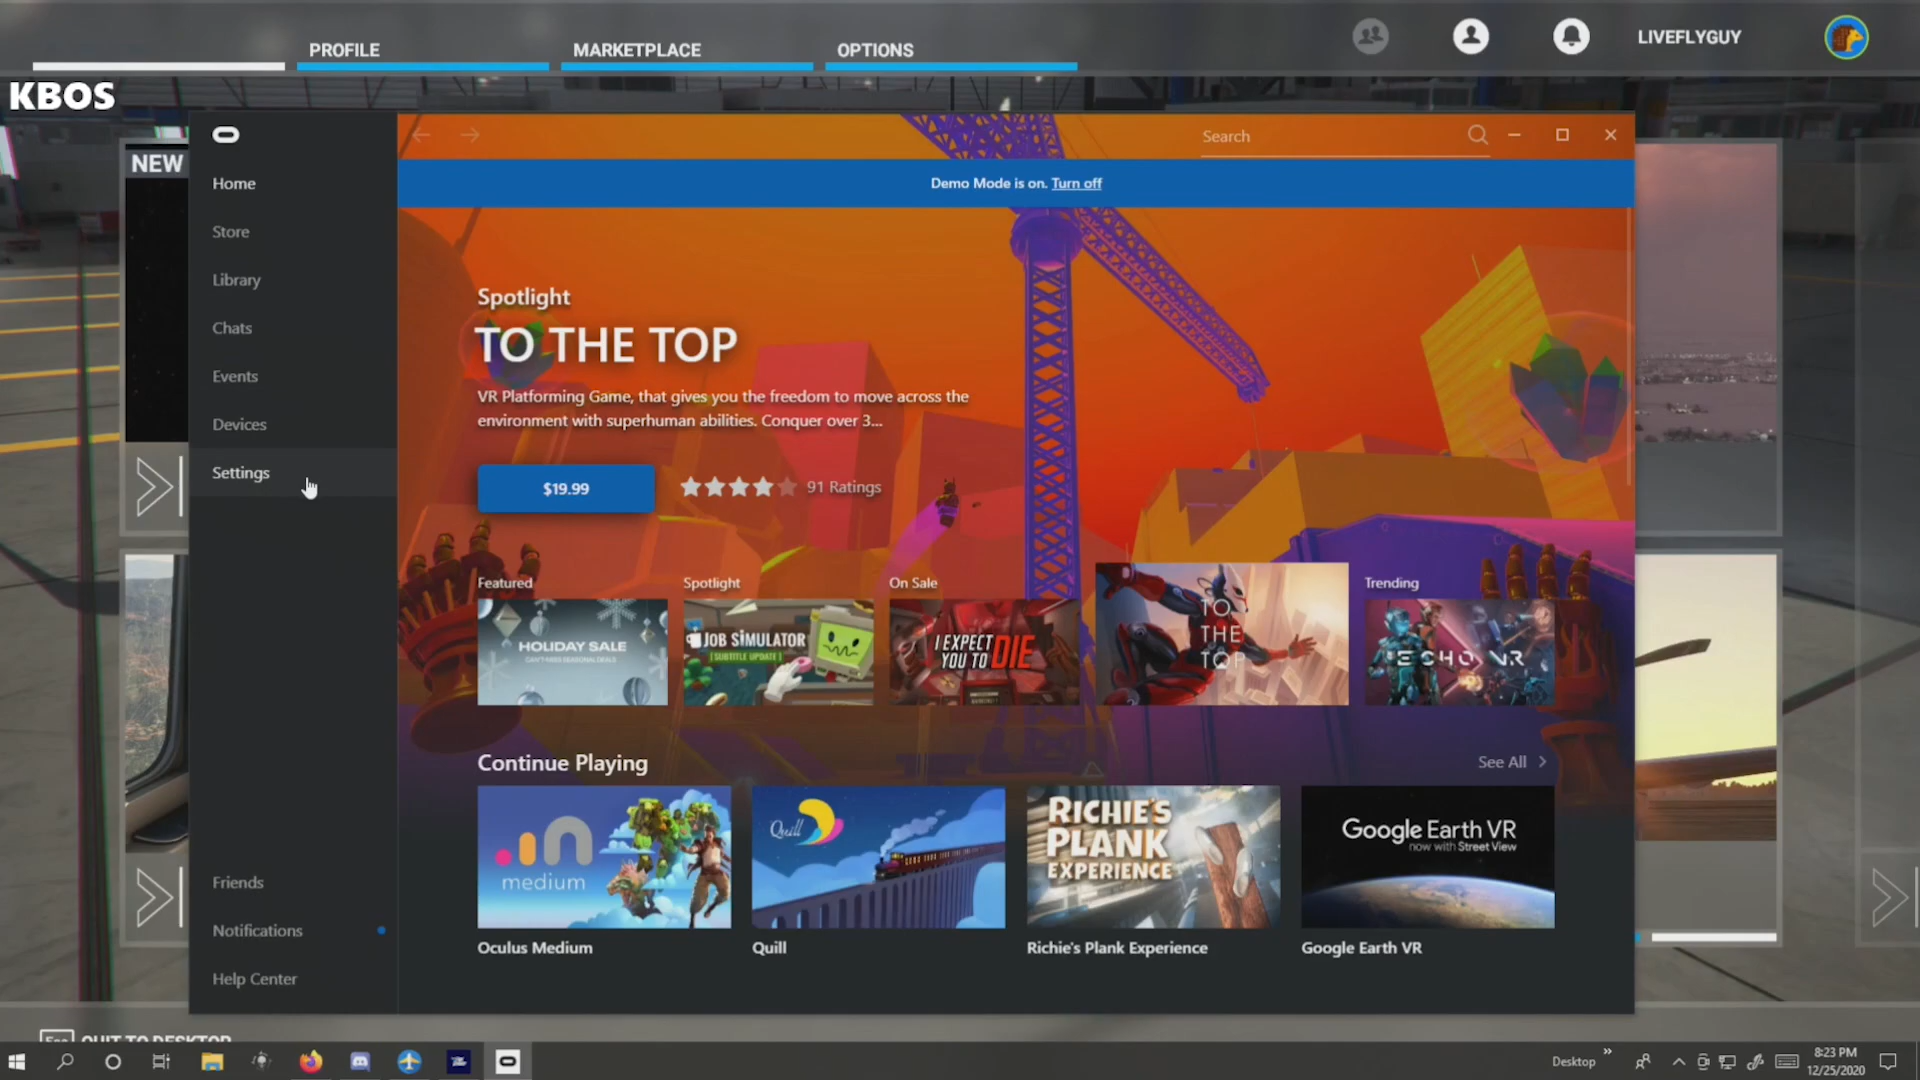 PROFILE
MARKETPLACE
OPTIONS
LIVEFLYGUY
KBOS
NEW
Search
Home
Demo Mode is on. Turn off
Store
Library
Chats
Events
Devices
Settings
Spotlight
TO THE TOP
VR Platforming Game, that gives you the freedom to move across the
environment with superhuman abilities. Conquer over 3...
$19.99
91 Ratings
Featured
Spotlight
On Sale
Trending
HOLIDAY SALE
JOB SIMULATOR
[SUBTITLE UPDATE]
I EXPECT
YOU TO DIE
TO
THE
TOP
ECHO VR
Continue Playing
See All
medium
Quill
RICHIE'S
PLANK
EXPERIENCE
Google Earth VR
now with Street View
Oculus Medium
Quill
Richie's Plank Experience
Google Earth VR
Friends
Notifications
Help Center
Esc QUIT TO DESKTOP
Desktop
8:23 PM
12/25/2020